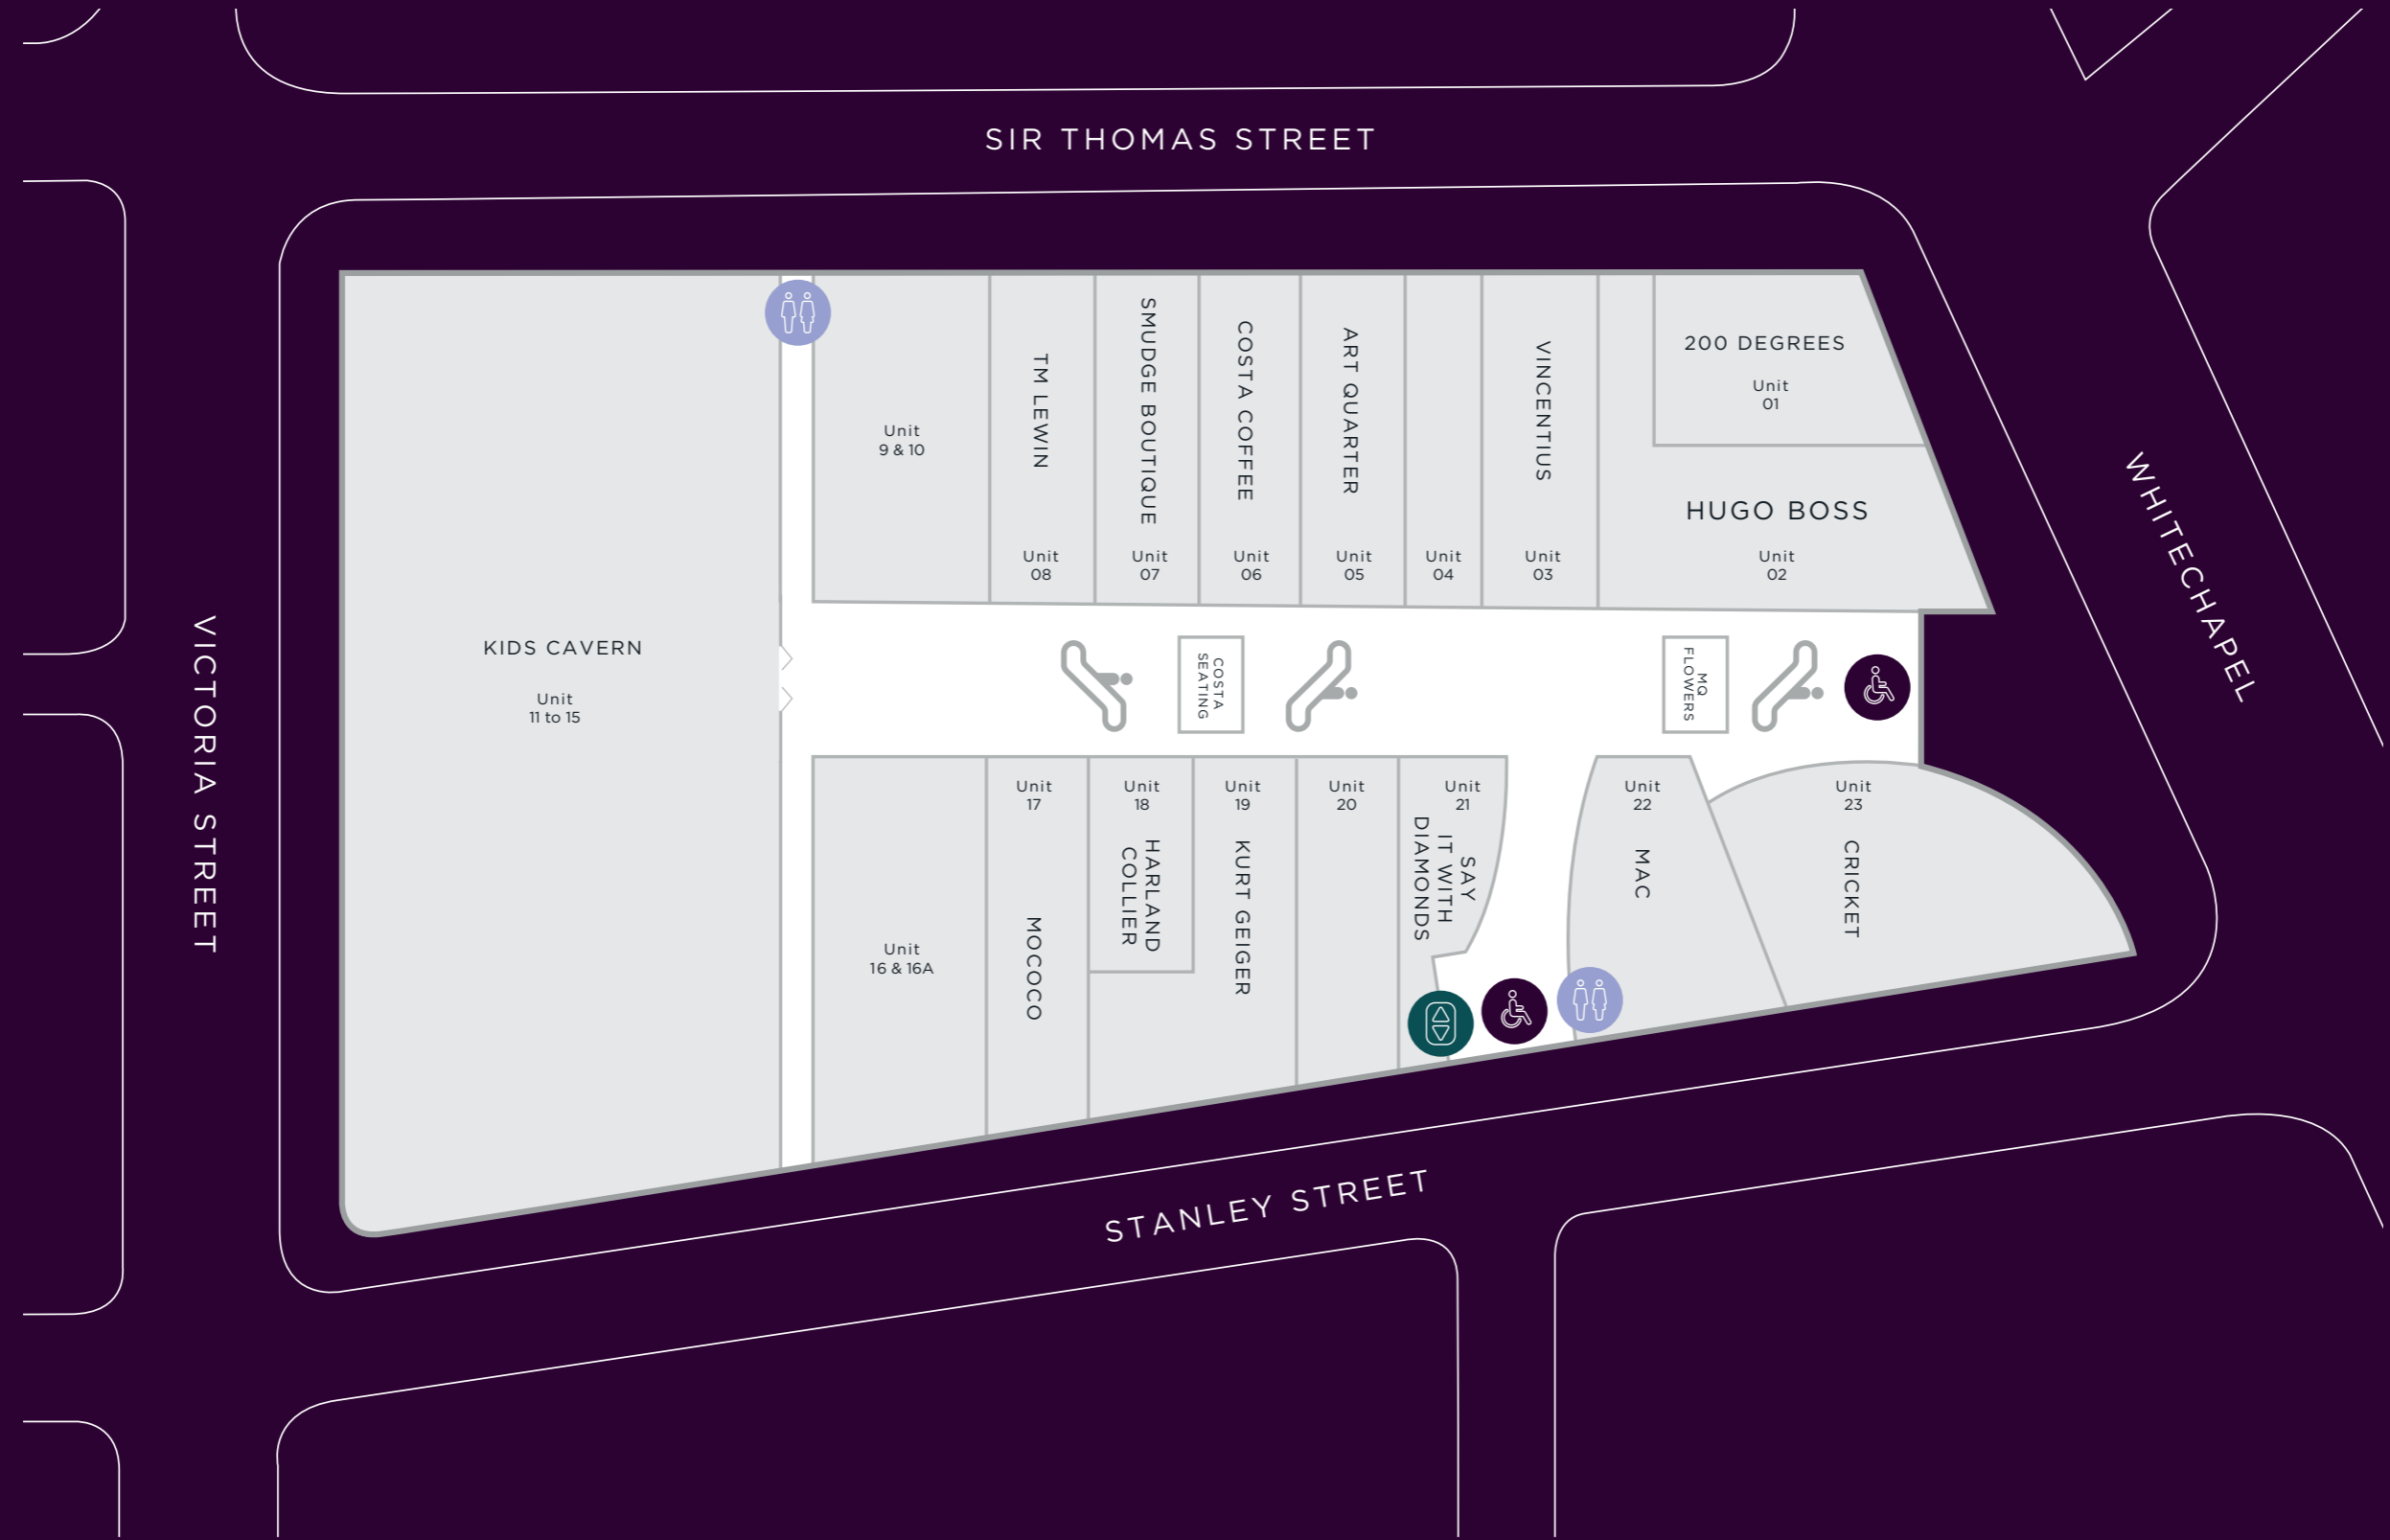 SIR THOMAS STREET
VICTORIA STREET
WHITECHAPEL
STANLEY STREET
KIDS CAVERN
Unit
11 to 15
Unit
9 & 10
TM LEWIN
Unit
08
SMUDGE BOUTIQUE
Unit
07
COSTA COFFEE
Unit
06
ART QUARTER
Unit
05
Unit
04
VINCENTIUS
Unit
03
200 DEGREES
Unit
01
HUGO BOSS
Unit
02
COSTA
SEATING
MQ
FLOWERS
Unit
16 & 16A
Unit
17
MOCOCO
Unit
18
HARLAND
COLLIER
Unit
19
KURT GEIGER
Unit
20
Unit
21
SAY
IT WITH
DIAMONDS
Unit
22
MAC
Unit
23
CRICKET